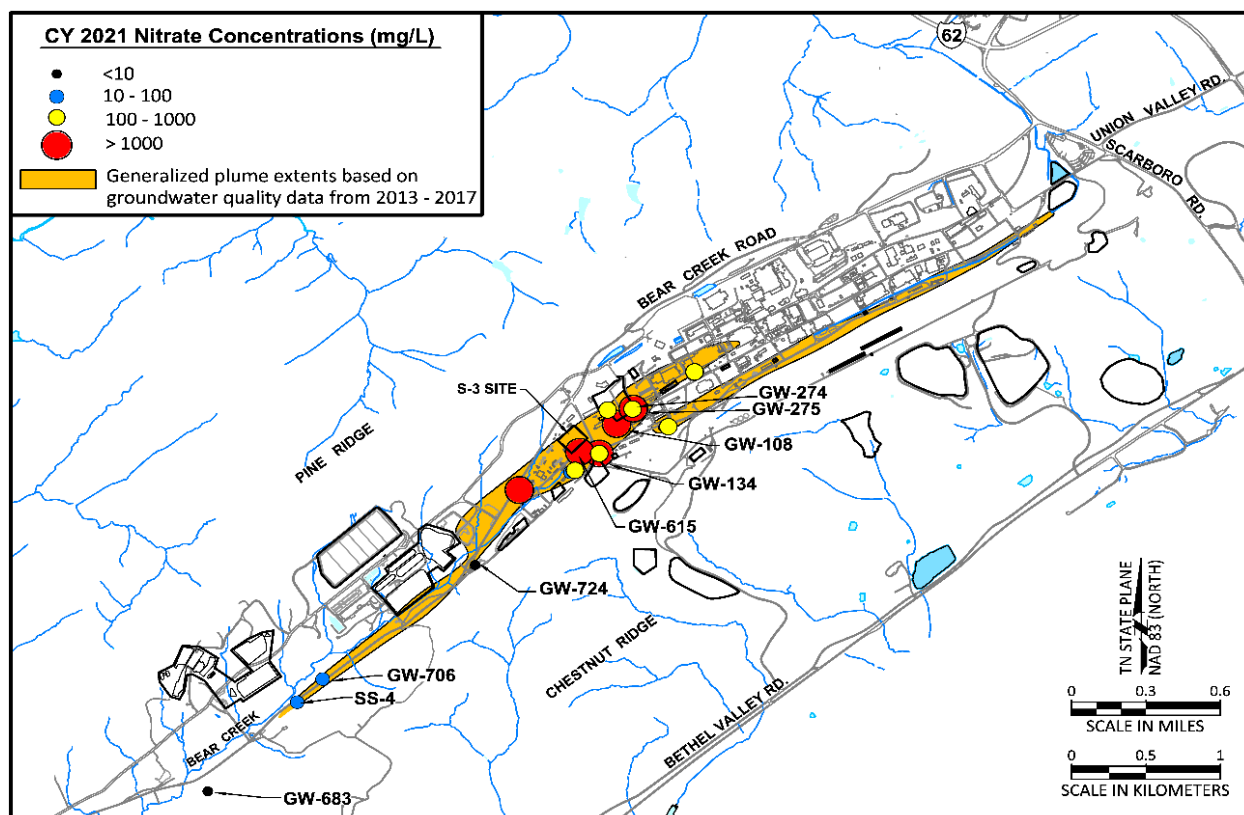 CY 2021 Nitrate Concentrations (mg/L)
<10
10 - 100
100 - 1000
> 1000
Generalized plume extents based on
groundwater quality data from 2013 - 2017
62
UNION VALLEY RD.
SCARBORO RD.
BEAR CREEK ROAD
S-3 SITE
GW-274
GW-275
GW-108
PINE RIDGE
GW-134
GW-615
GW-724
CHESTNUT RIDGE
GW-706
SS-4
BEAR CREEK
BETHEL VALLEY RD.
GW-683
TN STATE PLANE
NAD 83 (NORTH)
0 0.3 0.6
SCALE IN MILES
0 0.5 1
SCALE IN KILOMETERS